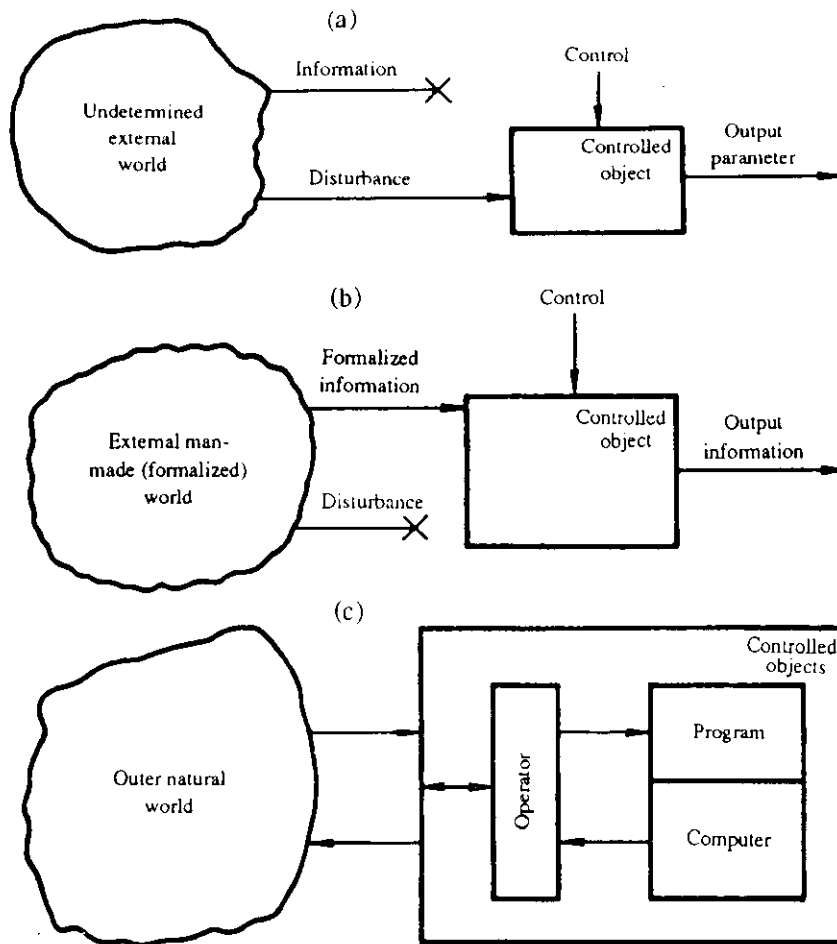 (a)
Information
Control
Undetermined
external
world
Controlled
object
Output
parameter
Disturbance
(b)
Control
Formalized
information
Controlled
object
Output
information
External man-
made (formalized)
world
Disturbance
(c)
Controlled
objects
Outer natural
world
Operator
Program
Computer